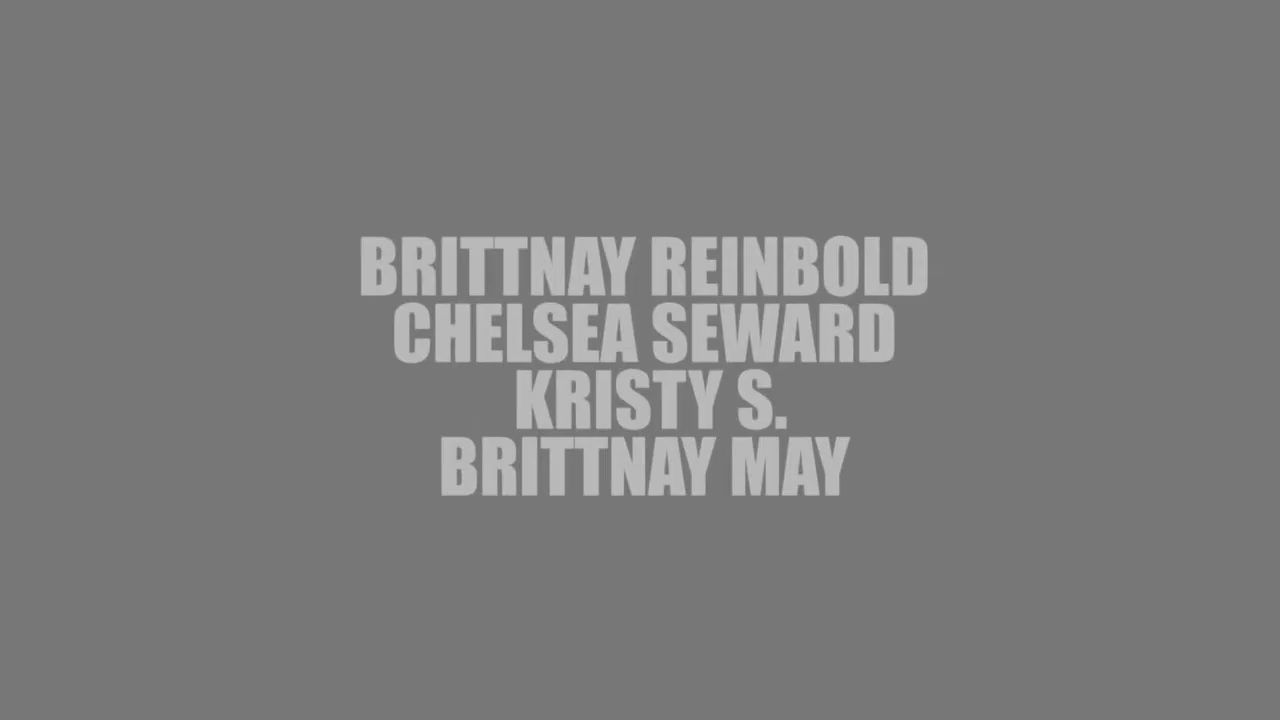 BRITTNAY REINBOLD
CHELSEA SEWARD
KRISTY S.
BRITTNAY MAY